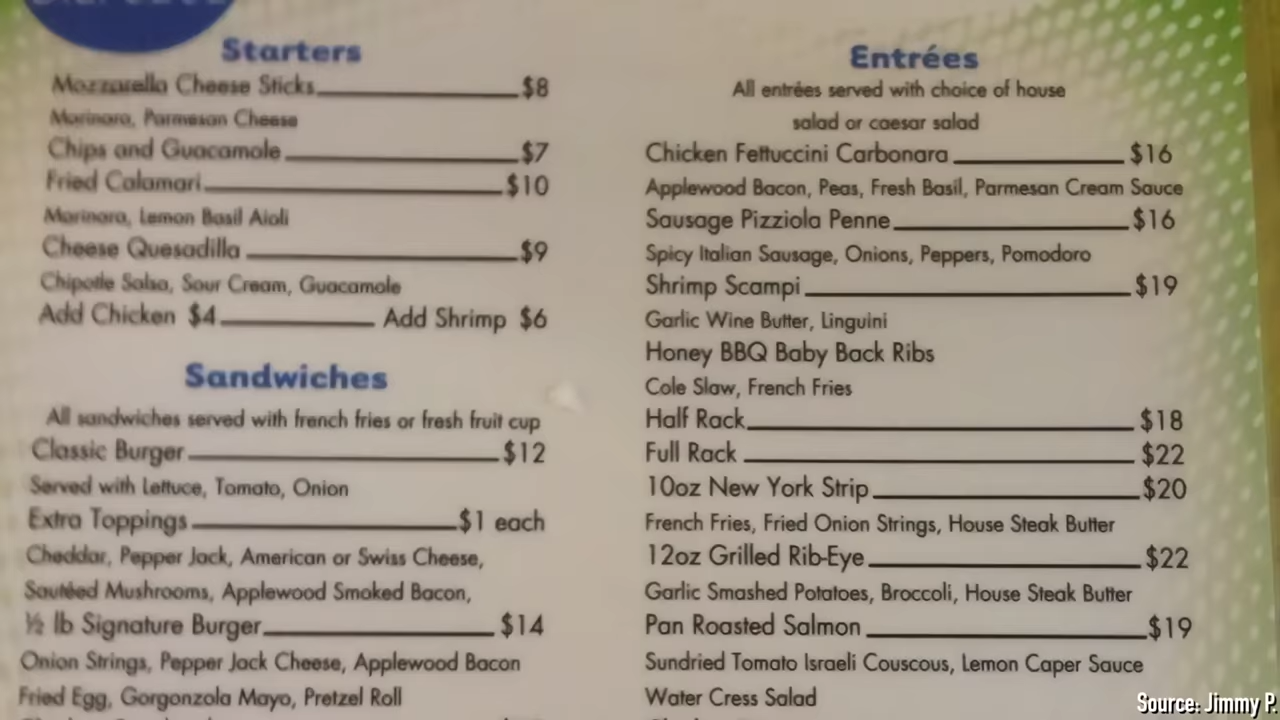 Starters
Mozzarella Cheese Sticks $8
Marinara, Parmesan Cheese
Chips and Guacamole $7
Fried Calamari $10
Marinara, Lemon Basil Aioli
Cheese Quesadilla $9
Chipotle Salsa, Sour Cream, Guacamole
Add Chicken $4 Add Shrimp $6
Sandwiches
All sandwiches served with french fries or fresh fruit cup
Classic Burger $12
Served with Lettuce, Tomato, Onion
Extra Toppings $1 each
Cheddar, Pepper Jack, American or Swiss Cheese,
Sautéed Mushrooms, Applewood Smoked Bacon,
½ lb Signature Burger $14
Onion Strings, Pepper Jack Cheese, Applewood Bacon
Fried Egg, Gorgonzola Mayo, Pretzel Roll
Entrées
All entrées served with choice of house
salad or caesar salad
Chicken Fettuccini Carbonara $16
Applewood Bacon, Peas, Fresh Basil, Parmesan Cream Sauce
Sausage Pizziola Penne $16
Spicy Italian Sausage, Onions, Peppers, Pomodoro
Shrimp Scampi $19
Garlic Wine Butter, Linguini
Honey BBQ Baby Back Ribs
Cole Slaw, French Fries
Half Rack $18
Full Rack $22
10oz New York Strip $20
French Fries, Fried Onion Strings, House Steak Butter
12oz Grilled Rib-Eye $22
Garlic Smashed Potatoes, Broccoli, House Steak Butter
Pan Roasted Salmon $19
Sundried Tomato Israeli Couscous, Lemon Caper Sauce
Water Cress Salad
Source: Jimmy P.